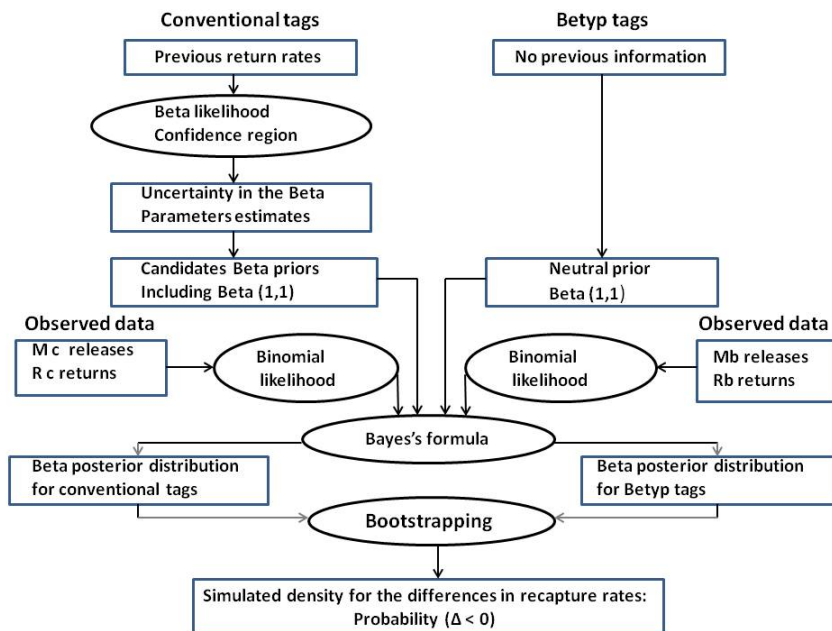 Conventional tags
Betyp tags
Previous return rates
No previous information
Beta likelihood
Confidence region
Uncertainty in the Beta
Parameters estimates
Candidates Beta priors
Including Beta (1,1)
Neutral prior
Beta (1,1)
Observed data
Observed data
M c releases
R c returns
Binomial
likelihood
Binomial
likelihood
Mb releases
Rb returns
Bayes's formula
Beta posterior distribution
for conventional tags
Beta posterior distribution
for Betyp tags
Bootstrapping
Simulated density for the differences in recapture rates:
Probability (Δ < 0)